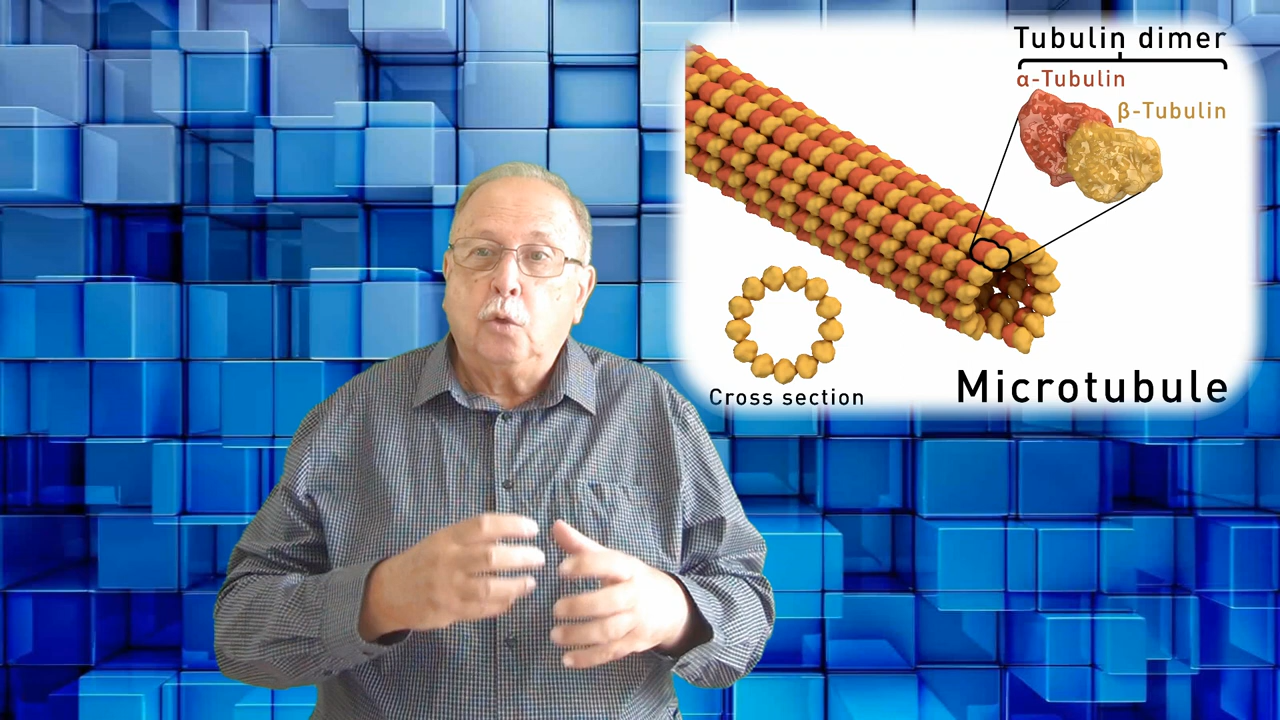 Tubulin dimer
α-Tubulin
β-Tubulin
Cross section
Microtubule